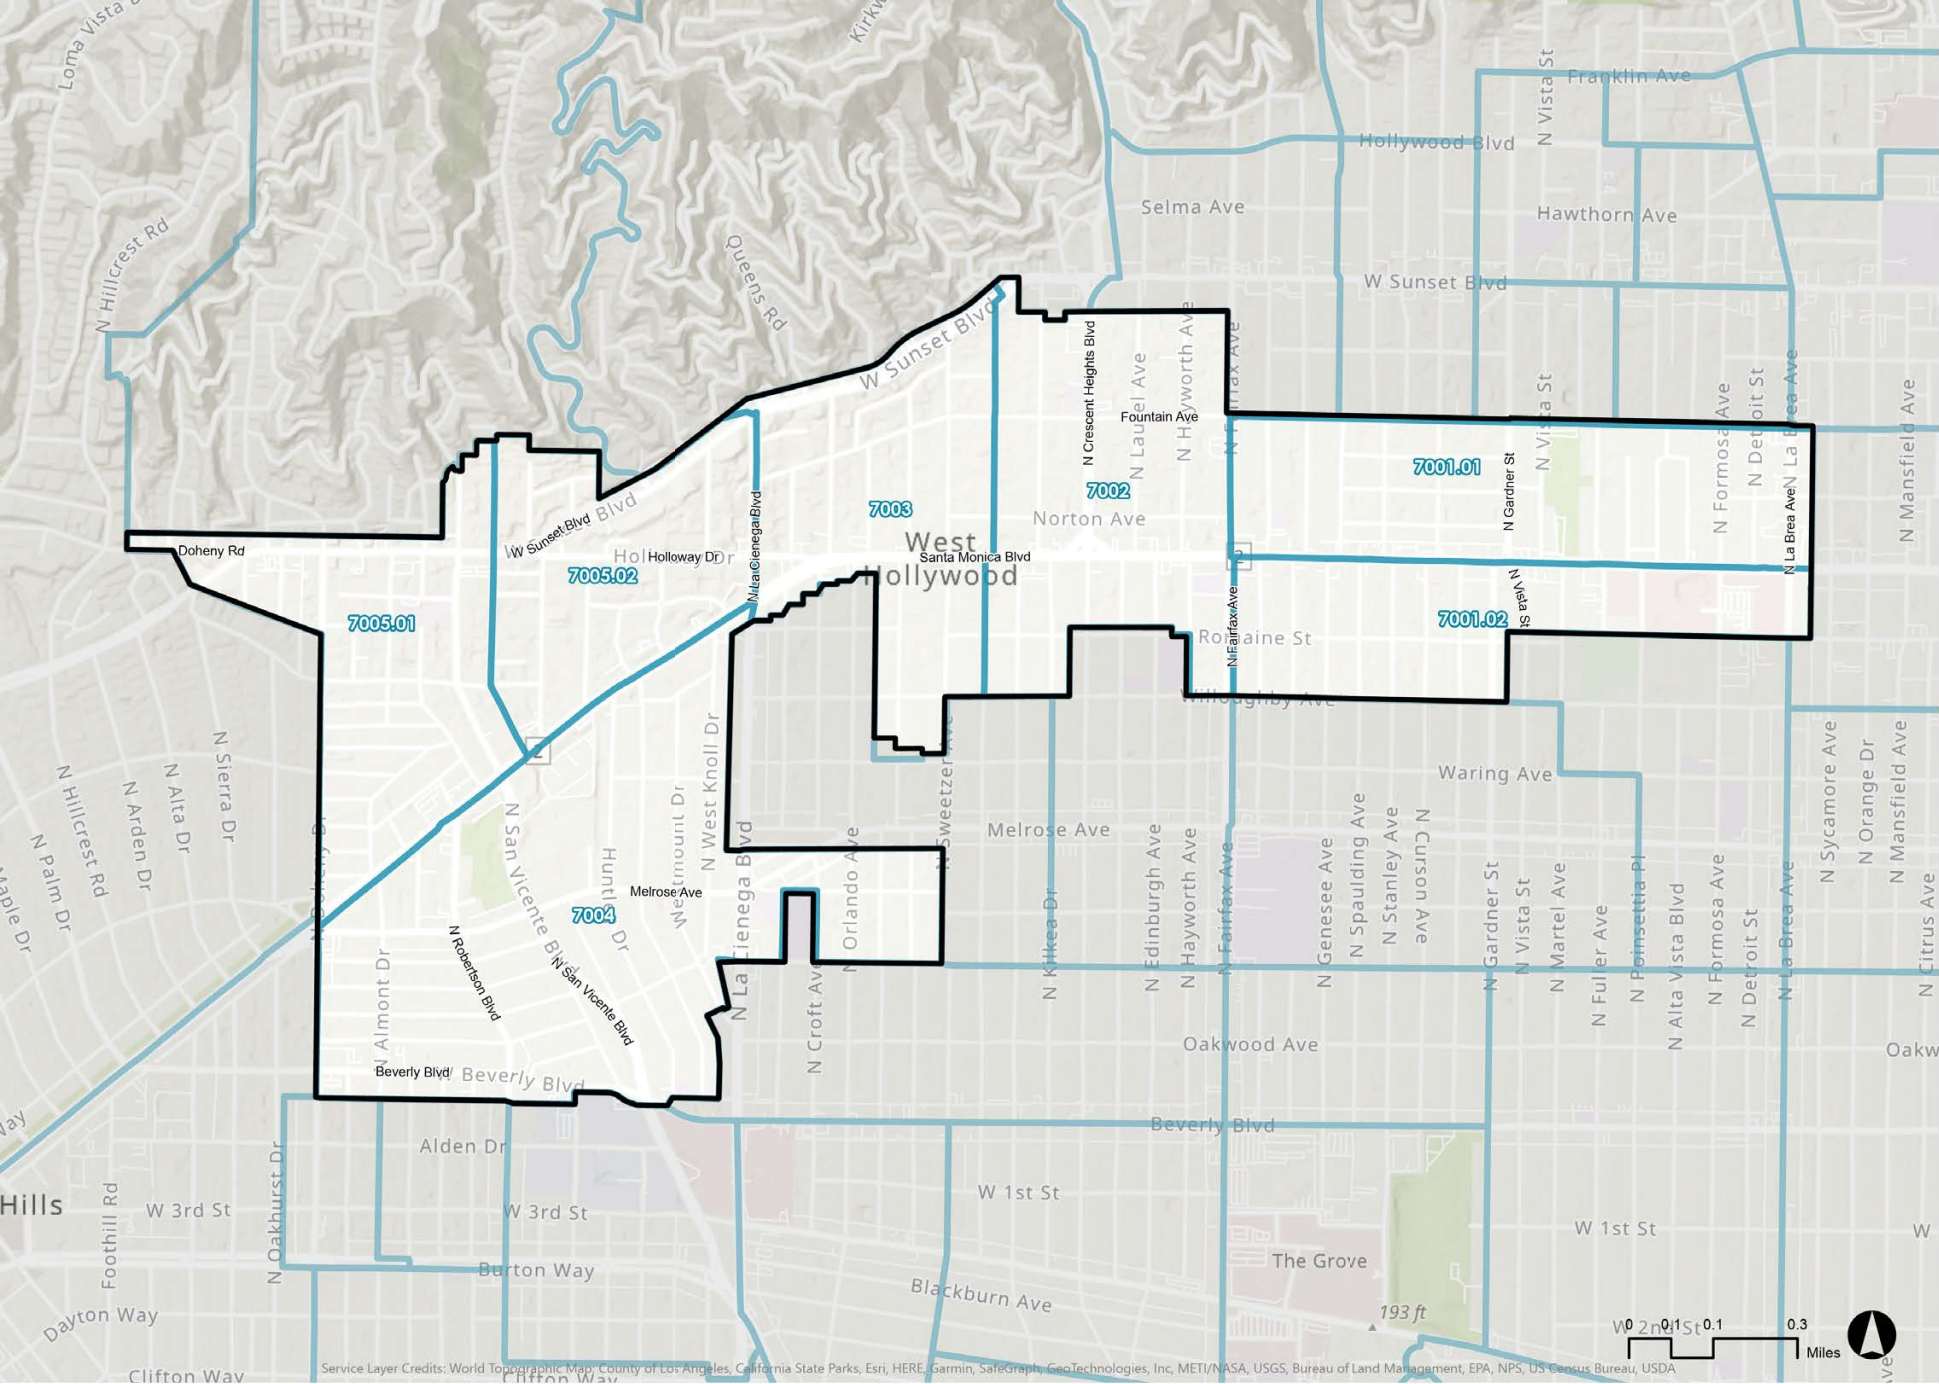 Loma Vista
Kirkw
N Vista St
Franklin Ave
Hollywood Blvd
Selma Ave
Hawthorn Ave
N Hillcrest Rd
Queens Rd
W Sunset Blvd
W Sunset Blvd
N Crescent Heights Blvd
N Laurel Ave
N Hayworth Ave
N Fairfax Ave
Fountain Ave
N Vista St
N Formosa Ave
N Detroit St
N La Brea Ave
N Mansfield Ave
7001.01
N Gardner St
7002
7003
Norton Ave
N La Brea Ave
W Sunset Blvd
W Sunset Blvd
N La Cienega Blvd
Doheny Rd
Holloway Dr
Holloway Dr
West
Hollywood
Santa Monica Blvd
2
7005.02
7005.01
N Fairfax Ave
N Vista St
7001.02
Romaine St
Willoughby Ave
2
N Sierra Dr
N Alta Dr
N Arden Dr
N Hillcrest Rd
N Palm Dr
Maple Dr
N Doheny Dr
N San Vicente Blvd
Huntley Dr
Westmount Dr
N West Knoll Dr
N La Cienega Blvd
N Orlando Ave
N Sweetzer Ave
Melrose Ave
Waring Ave
Melrose Ave
7004
N Robertson Blvd
N San Vicente Blvd
N Almont Dr
N Croft Ave
N Kilkea Dr
N Edinburgh Ave
N Hayworth Ave
N Fairfax Ave
N Genesee Ave
N Spaulding Ave
N Stanley Ave
N Curson Ave
N Gardner St
N Vista St
N Martel Ave
N Fuller Ave
N Poinsettia Pl
N Alta Vista Blvd
N Formosa Ave
N Detroit St
N La Brea Ave
N Sycamore Ave
N Orange Dr
N Mansfield Ave
N Citrus Ave
Oakwood Ave
Oakw
Beverly Blvd
W Beverly Blvd
Beverly Blvd
Way
Alden Dr
Hills
Foothill Rd
W 3rd St
N Oakhurst Dr
W 3rd St
W 1st St
W 1st St
W
Burton Way
The Grove
Blackburn Ave
193 ft
Dayton Way
W 2nd St
0 0.1 0.1 0.3
Miles
Service Layer Credits: World Topographic Map: County of Los Angeles, California State Parks, Esri, HERE, Garmin, SafeGraph, GeoTechnologies, Inc, METI/NASA, USGS, Bureau of Land Management, EPA, NPS, US Census Bureau, USDA
Clifton Way
Clifton Way